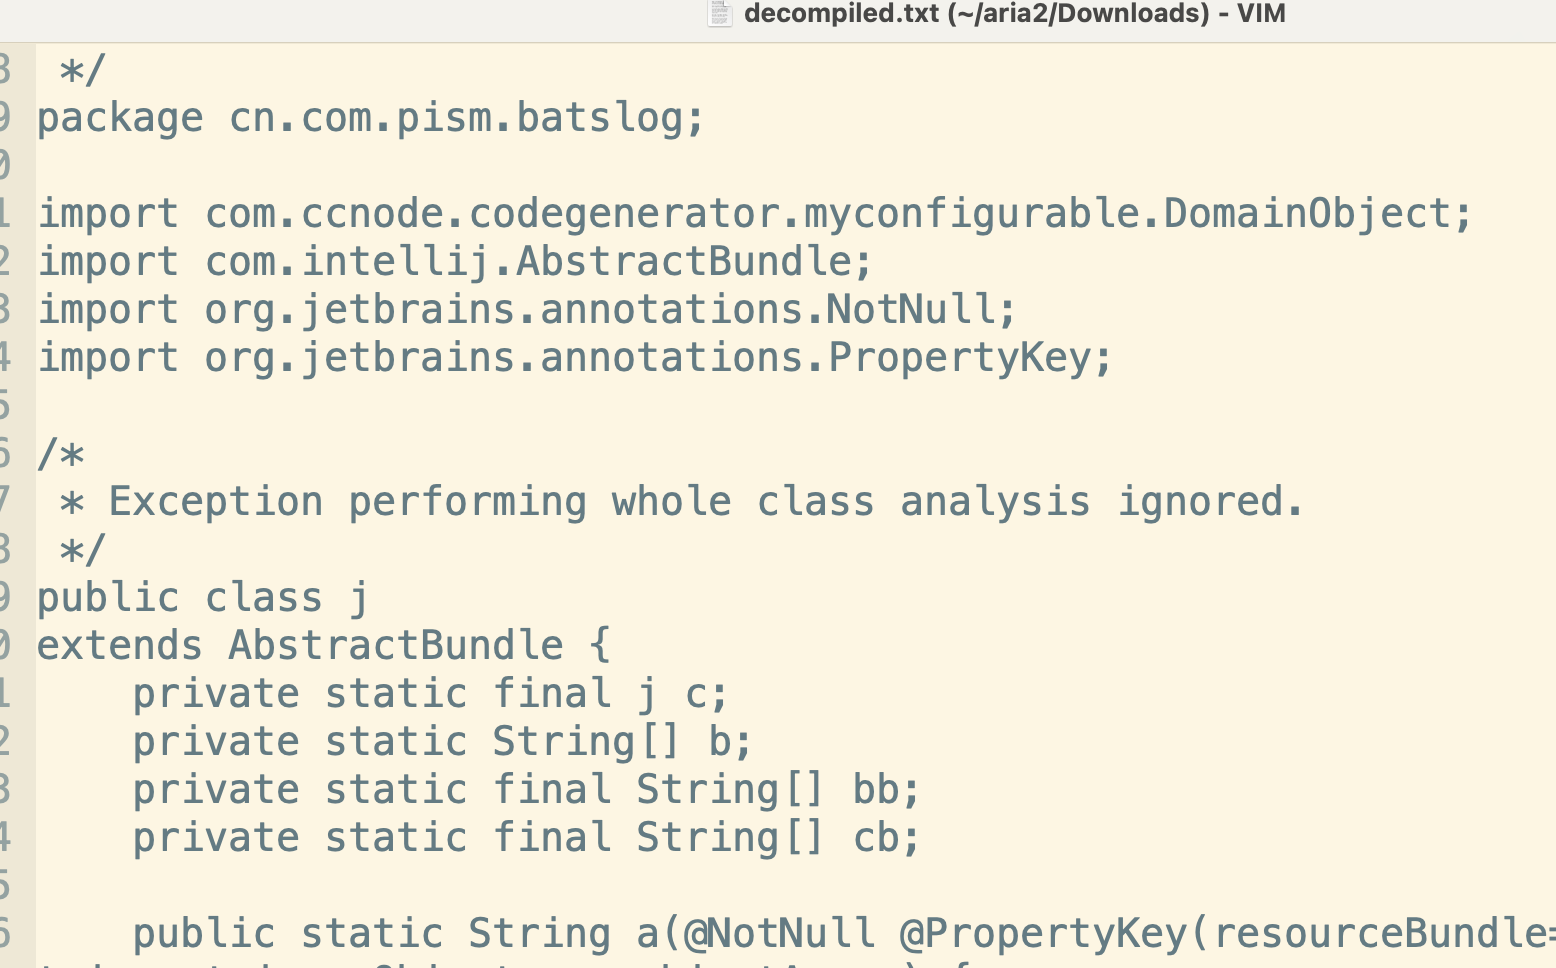 decompiled.txt (~/aria2/Downloads) - VIM
3  */
9 package cn.com.pism.batslog;
0
1 import com.ccnode.codegenerator.myconfigurable.DomainObject;
2 import com.intellij.AbstractBundle;
3 import org.jetbrains.annotations.NotNull;
4 import org.jetbrains.annotations.PropertyKey;
5
6 /*
7  * Exception performing whole class analysis ignored.
8  */
9 public class j
0 extends AbstractBundle {
1     private static final j c;
2     private static String[] b;
3     private static final String[] bb;
4     private static final String[] cb;
5
6     public static String a(@NotNull @PropertyKey(resourceBundle=